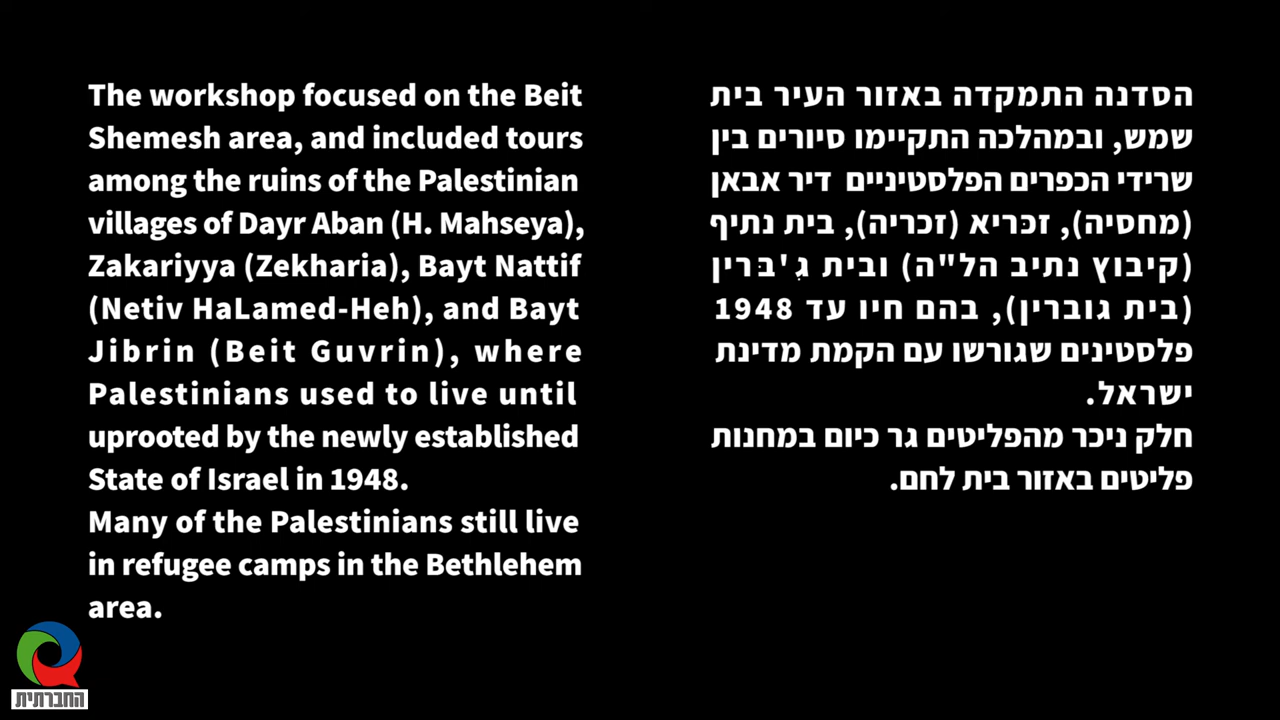 The workshop focused on the Beit
Shemesh area, and included tours
among the ruins of the Palestinian
villages of Dayr Aban (H. Mahseya),
Zakariyya (Zekharia), Bayt Nattif
(Netiv HaLamed-Heh), and Bayt
Jibrin (Beit Guvrin), where
Palestinians used to live until
uprooted by the newly established
State of Israel in 1948.
Many of the Palestinians still live
in refugee camps in the Bethlehem
area.
הסדנה התמקדה באזור העיר בית
שמש, ובמהלכה התקיימו סיורים בין
שרידי הכפרים הפלסטיניים דיר אבאן
(מחסיה), זכּריא (זכריה), בית נתיף
(קיבוץ נתיב הל"ה) ובית גִ'בּרין
(בית גוברין), בהם חיו עד 1948
פלסטינים שגורשו עם הקמת מדינת
ישראל.
חלק ניכר מהפליטים גר כיום במחנות
פליטים באזור בית לחם.
החברתית